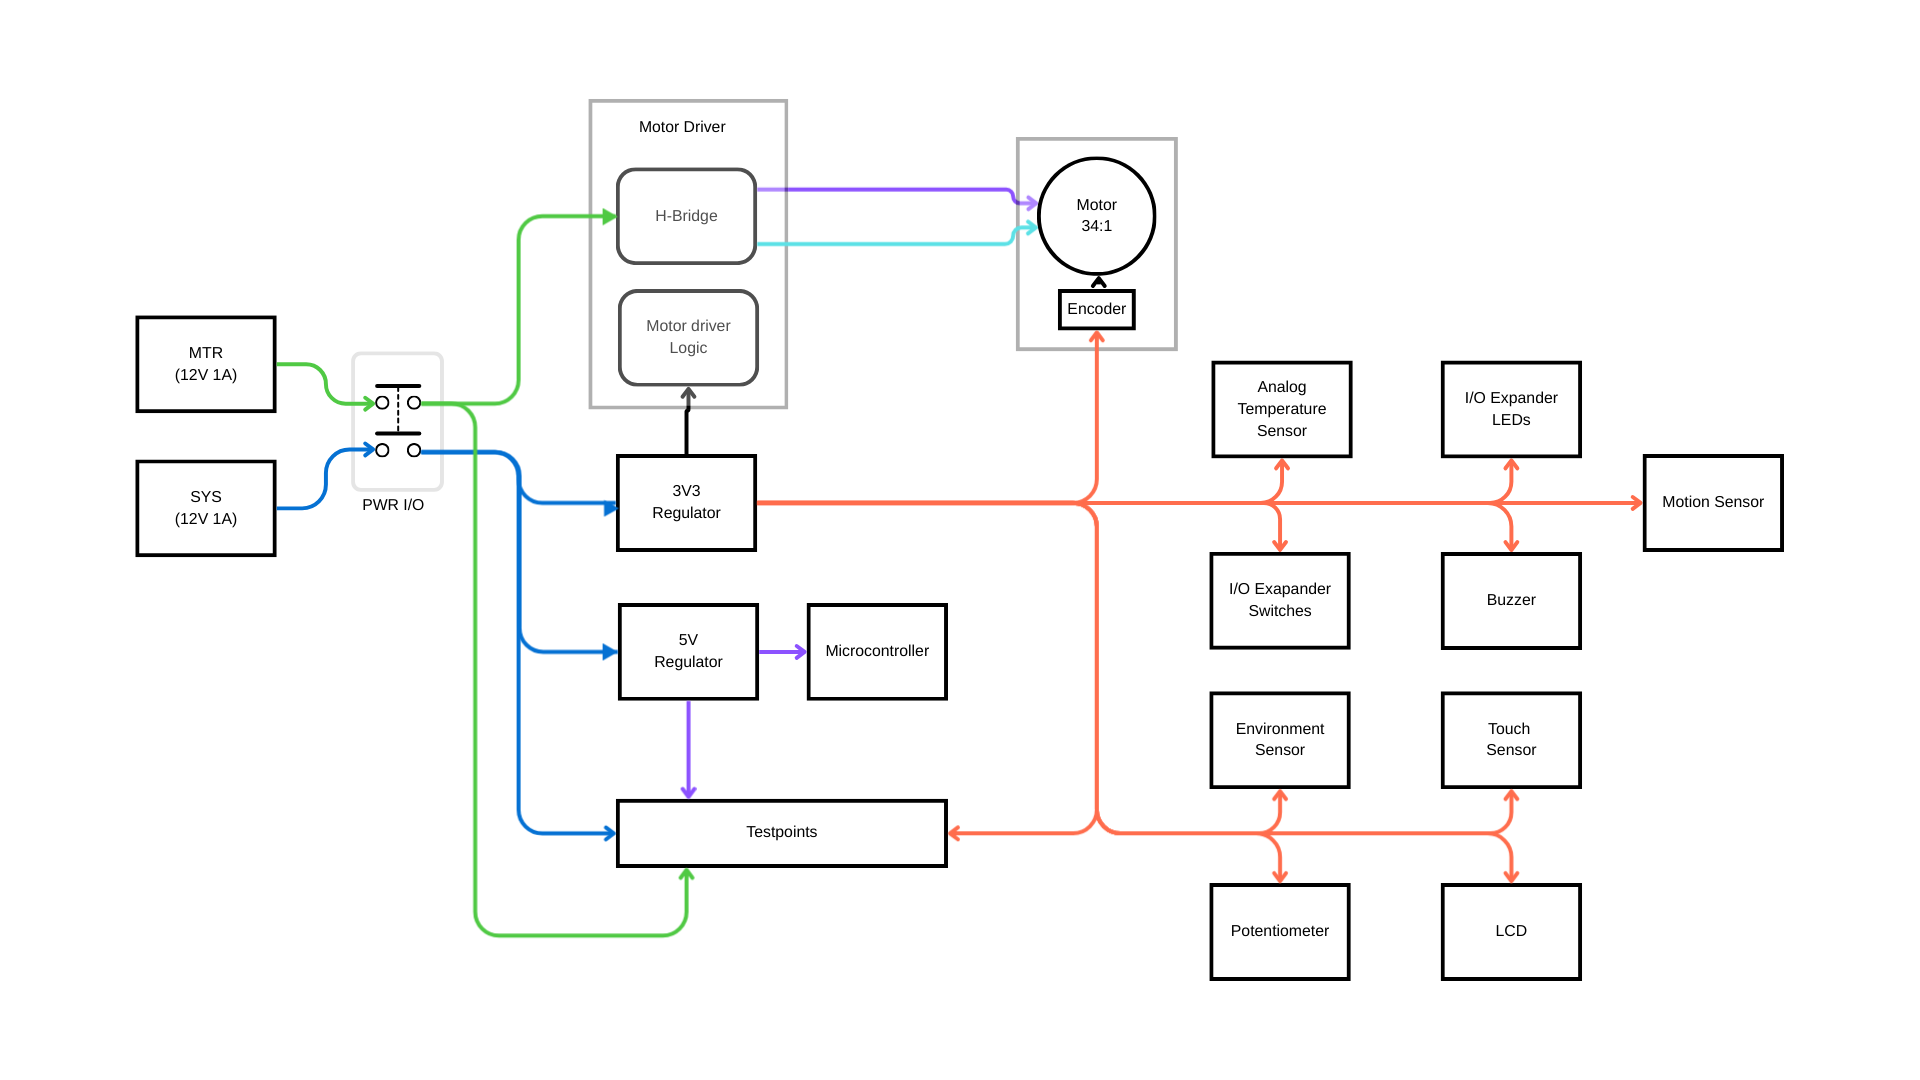 Motor Driver
H-Bridge
Motor driver
Logic
Motor
34:1
Encoder
MTR
(12V 1A)
SYS
(12V 1A)
PWR I/O
3V3
Regulator
5V
Regulator
Microcontroller
Testpoints
Analog
Temperature
Sensor
I/O Expander
LEDs
Motion Sensor
I/O Exapander
Switches
Buzzer
Environment
Sensor
Touch
Sensor
Potentiometer
LCD